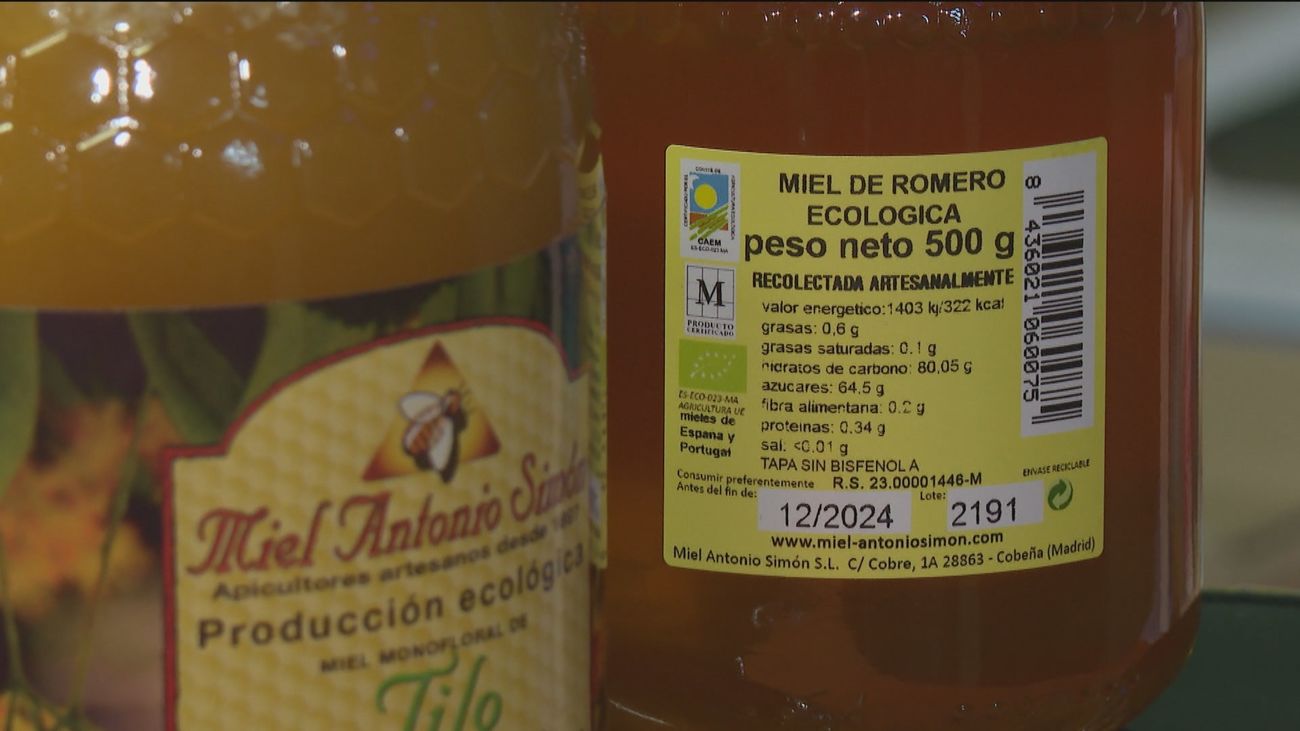 Miel Antonio Simón
Apicultores artesanos desde
Producción ecológica
MIEL MONOFLORAL DE
Tilo
CAEM
ES-ECO-023-MA
M
PRODUCTO
CERTIFICADO
ES-ECO-023-MA
AGRICULTURA UE
mieles de
España y
Portugal
MIEL DE ROMERO
ECOLOGICA
peso neto 500 g
RECOLECTADA ARTESANALMENTE
valor energetico:1403 kj/322 kcal
grasas: 0,6 g
grasas saturadas: 0.1 g
hidratos de carbono: 80,05 g
azucares: 64,5 g
fibra alimentaria: 0.2 g
proteinas: 0.34 g
sal: <0.01 g
TAPA SIN BISFENOL A
R.S. 23.00001446-M
Consumir preferentemente
Antes del fin de:
12/2024
Lote:
2191
ENVASE RECICLABLE
www.miel-antoniosimon.com
Miel Antonio Simón S.L. C/ Cobre, 1A 28863 - Cobeña (Madrid)
8 436021 060075